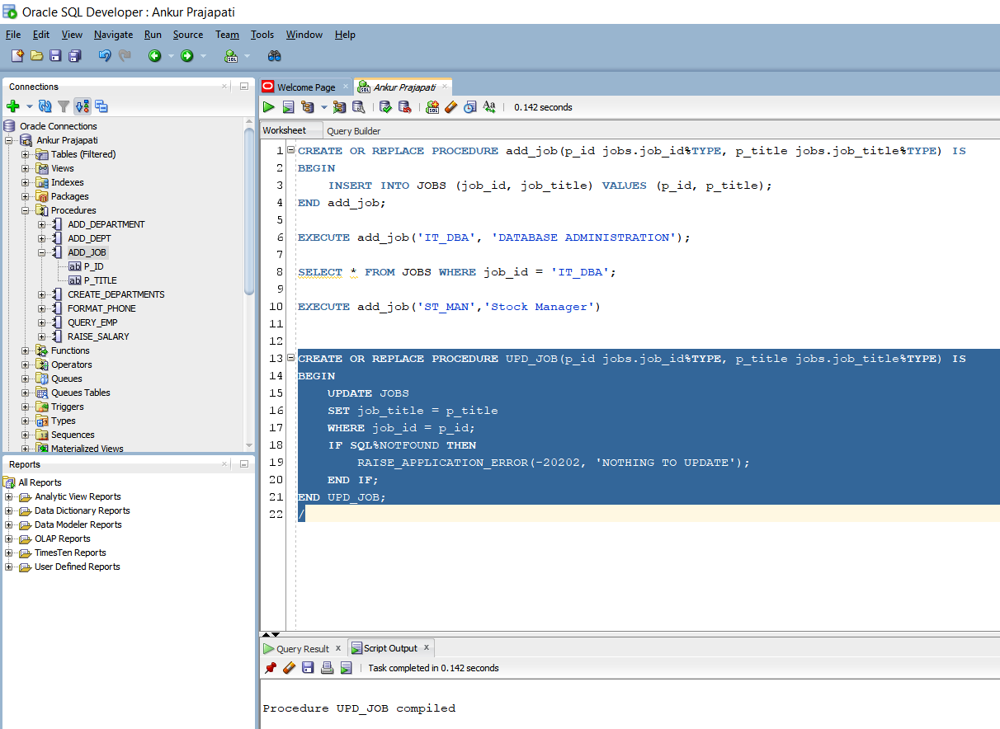 Oracle SQL Developer : Ankur Prajapati
File Edit View Navigate Run Source Team Tools Window Help
Connections
Oracle Connections
Ankur Prajapati
Tables (Filtered)
Views
Indexes
Packages
Procedures
ADD_DEPARTMENT
ADD_DEPT
ADD_JOB
P_ID
P_TITLE
CREATE_DEPARTMENTS
FORMAT_PHONE
QUERY_EMP
RAISE_SALARY
Functions
Operators
Queues
Queues Tables
Triggers
Types
Sequences
Materialized Views
Reports
All Reports
Analytic View Reports
Data Dictionary Reports
Data Modeler Reports
OLAP Reports
TimesTen Reports
User Defined Reports
Welcome Page Ankur Prajapati
0.142 seconds
Worksheet Query Builder
1 CREATE OR REPLACE PROCEDURE add_job(p_id jobs.job_id%TYPE, p_title jobs.job_title%TYPE) IS
2 BEGIN
3 INSERT INTO JOBS (job_id, job_title) VALUES (p_id, p_title);
4 END add_job;
5
6 EXECUTE add_job('IT_DBA', 'DATABASE ADMINISTRATION');
7
8 SELECT * FROM JOBS WHERE job_id = 'IT_DBA';
9
10 EXECUTE add_job('ST_MAN','Stock Manager')
11
12
13 CREATE OR REPLACE PROCEDURE UPD_JOB(p_id jobs.job_id%TYPE, p_title jobs.job_title%TYPE) IS
14 BEGIN
15 UPDATE JOBS
16 SET job_title = p_title
17 WHERE job_id = p_id;
18 IF SQL%NOTFOUND THEN
19 RAISE_APPLICATION_ERROR(-20202, 'NOTHING TO UPDATE');
20 END IF;
21 END UPD_JOB;
22 /
Query Result Script Output
Task completed in 0.142 seconds
Procedure UPD_JOB compiled